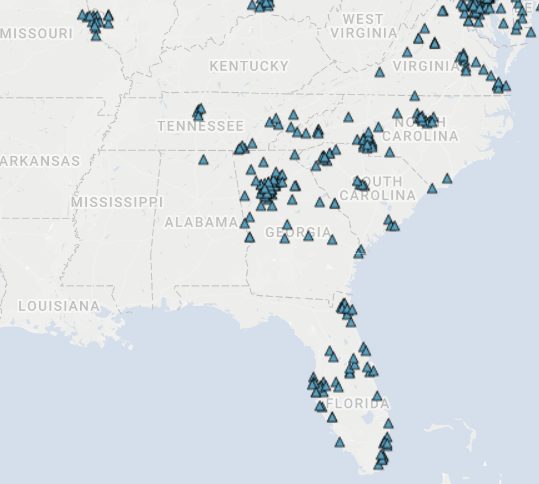 WEST
VIRGINIA
MISSOURI
KENTUCKY
VIRGINIA
TENNESSEE
NORTH
CAROLINA
ARKANSAS
MISSISSIPPI
SOUTH
CAROLINA
ALABAMA
GEORGIA
LOUISIANA
FLORIDA